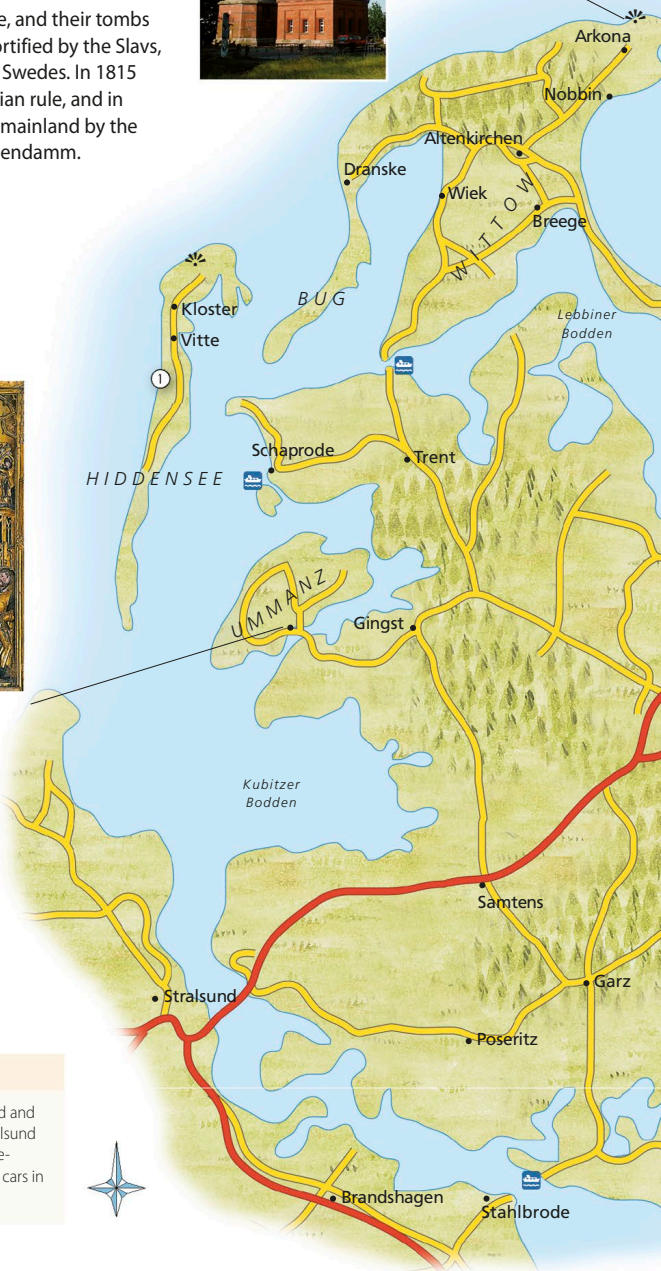 e, and their tombs
ortified by the Slavs,
Swedes. In 1815
ian rule, and in
mainland by the
endamm.
Arkona
Nobbin
Altenkirchen
Dranske
Wiek
WITTOW
Breege
BUG
Lebbiner
Bodden
Kloster
Vitte
1
Schaprode
Trent
HIDDENSEE
UMMANZ
Gingst
Kubitzer
Bodden
Samtens
Stralsund
Garz
Poseritz
d and
lsund
e-
cars in
Brandshagen
Stahlbrode